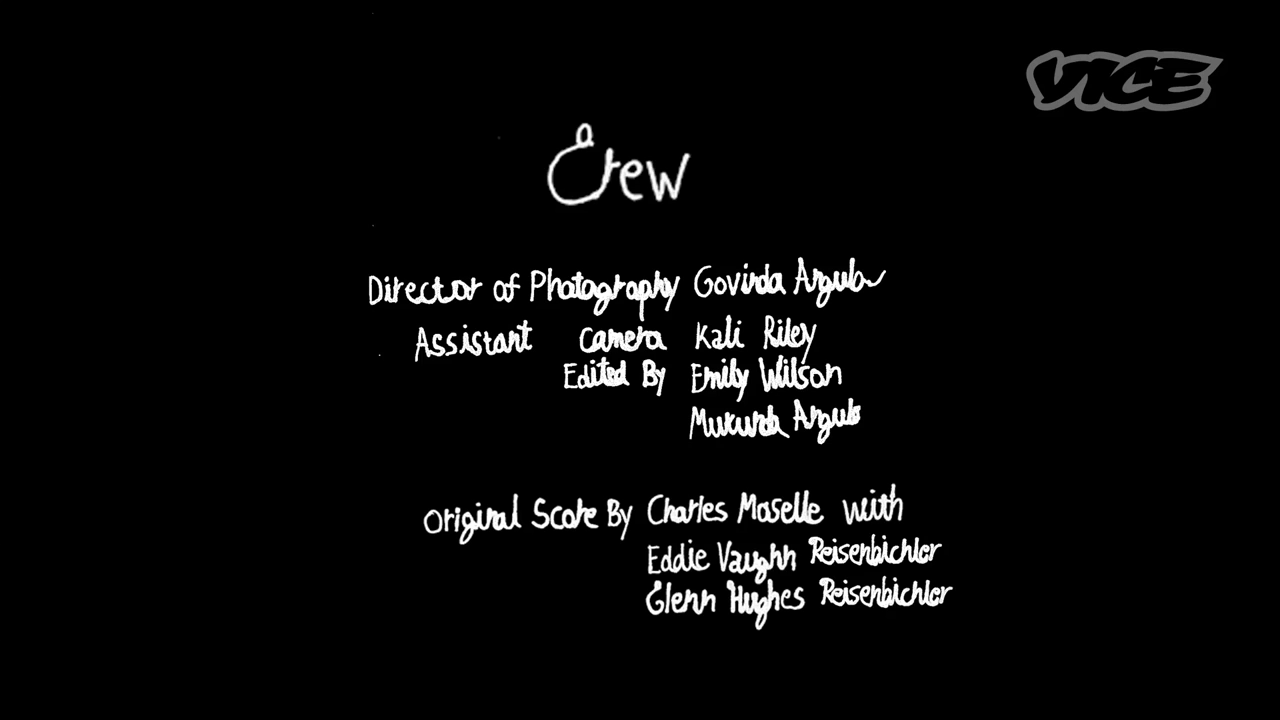 VICE
Crew
Director of Photography Govinda Angulo
Assistant Camera Kali Riley
Edited By Emily Wilson
Mukunda Angulo
Original Score By Charles Moselle with
Eddie Vaughn Reisenbichler
Glenn Hughes Reisenbichler